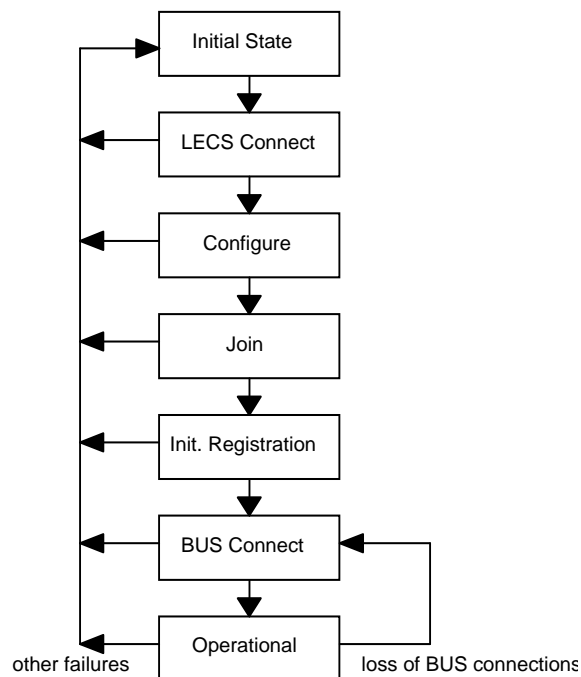 Initial State
LECS Connect
Configure
Join
Init. Registration
BUS Connect
Operational
other failures
loss of BUS connections